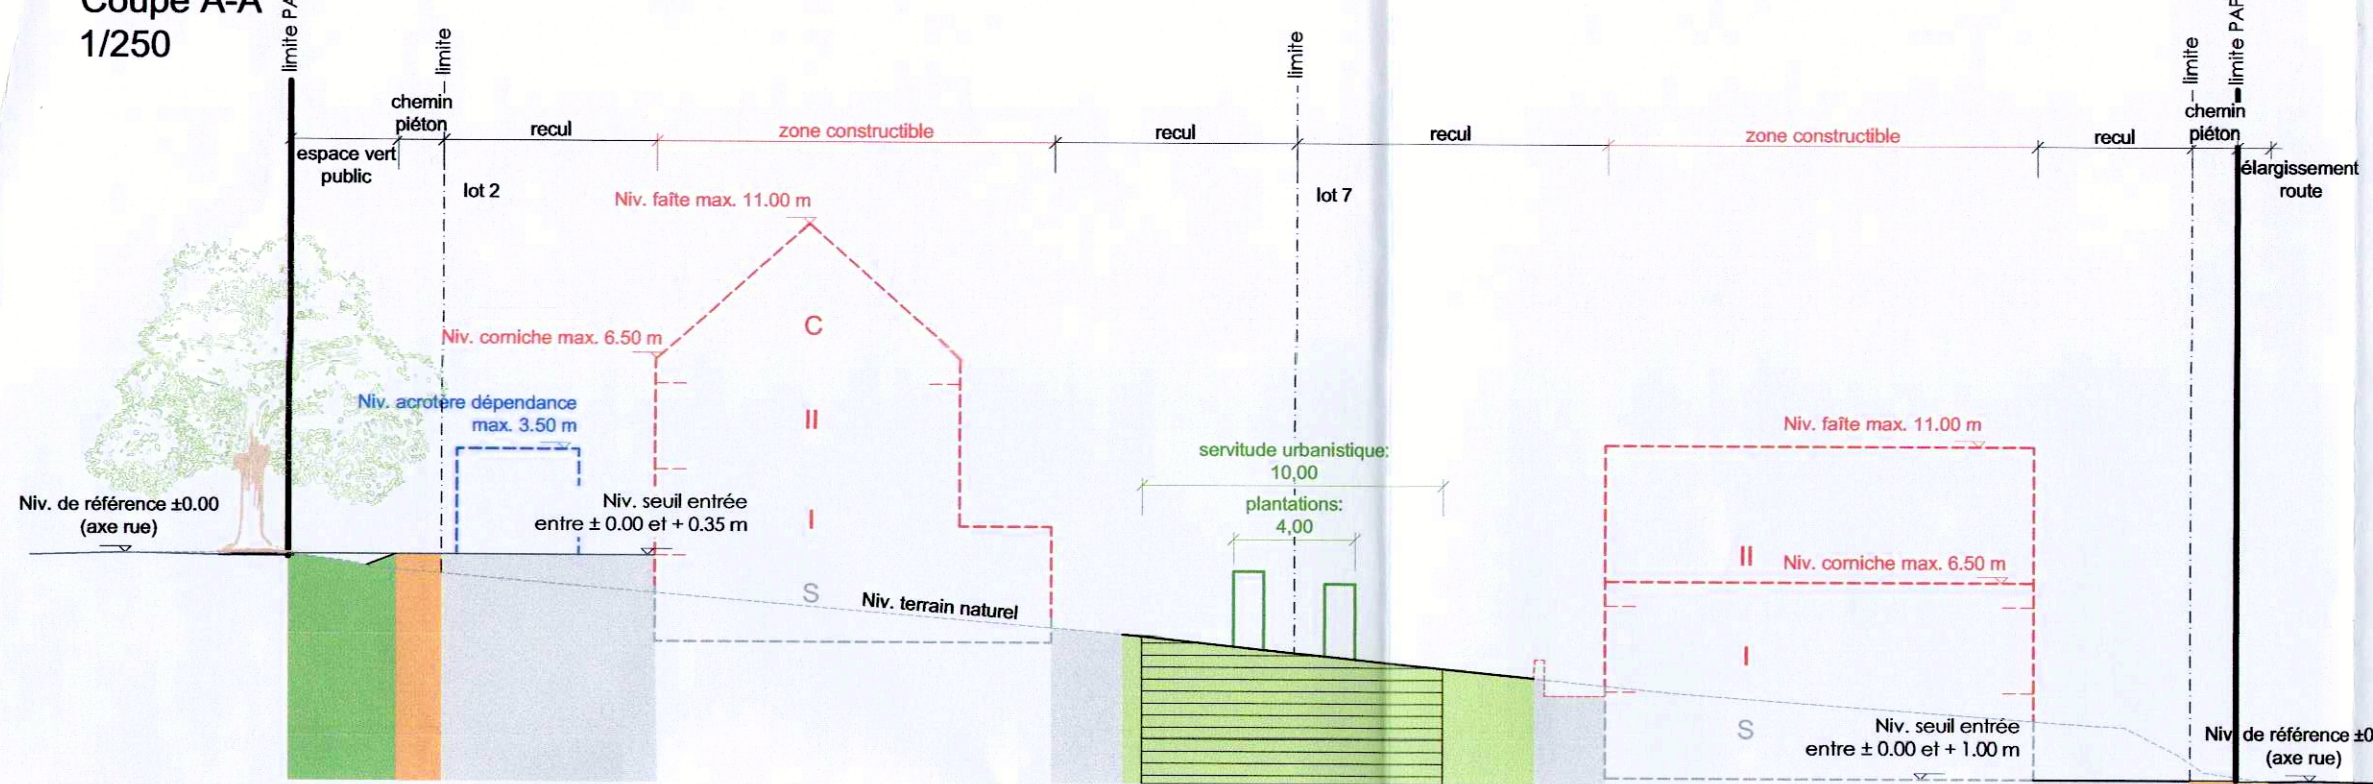 Coupe A-A
1/250
limite PA
limite
limite
limite
limite PAP
chemin
piéton
recul
zone constructible
recul
recul
zone constructible
recul
chemin
piéton
espace vert
public
élargissement
route
lot 2
lot 7
Niv. faîte max. 11.00 m
Niv. corniche max. 6.50 m
C
Niv. acrotère dépendance
max. 3.50 m
II
Niv. seuil entrée
entre ± 0.00 et + 0.35 m
I
Niv. de référence ±0.00
(axe rue)
S
Niv. terrain naturel
servitude urbanistique:
10,00
plantations:
4,00
Niv. faîte max. 11.00 m
II
Niv. corniche max. 6.50 m
I
S
Niv. seuil entrée
entre ± 0.00 et + 1.00 m
Niv. de référence ±0
(axe rue)